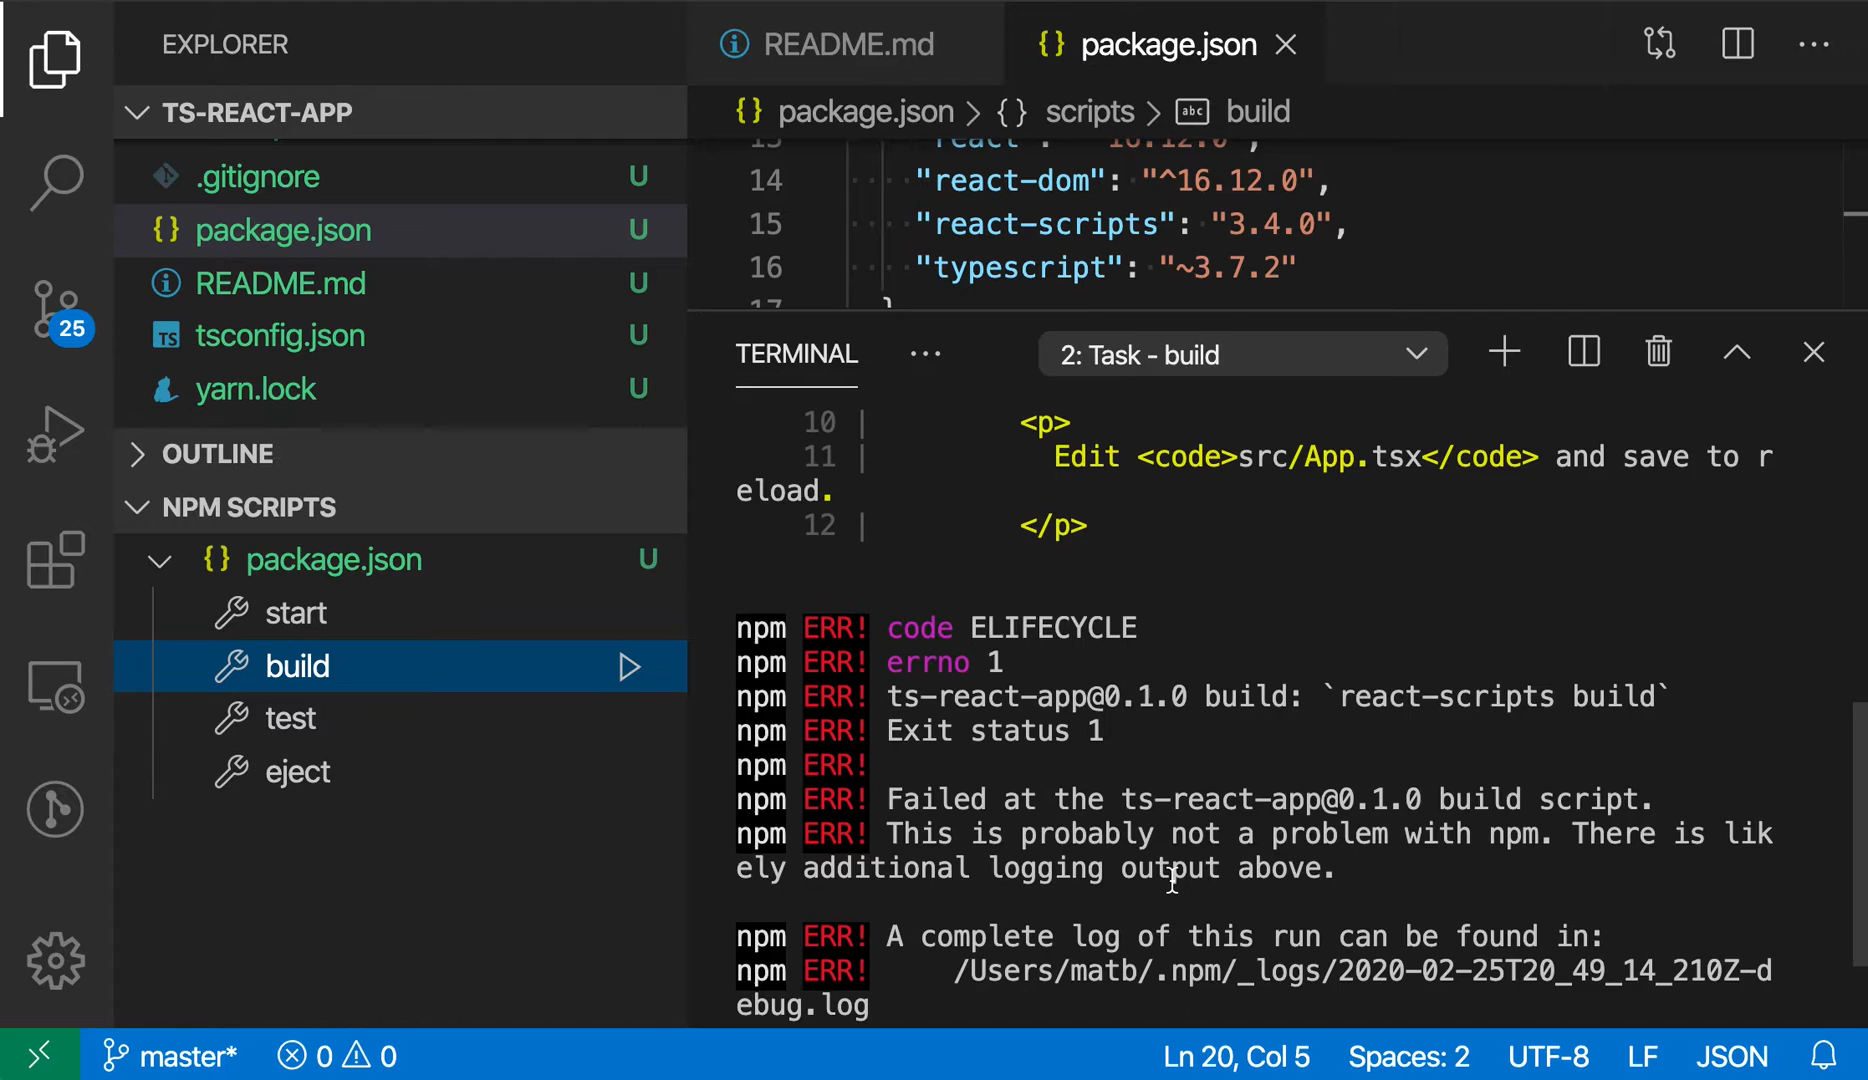 EXPLORER
TS-REACT-APP
.gitignore U
package.json U
README.md U
tsconfig.json U
yarn.lock U
OUTLINE
NPM SCRIPTS
package.json U
start
build
test
eject
25
README.md
package.json
package.json > {} scripts > abc build
14 "react-dom": "^16.12.0",
15 "react-scripts": "3.4.0",
16 "typescript": "~3.7.2"
17 }
TERMINAL ··· 2: Task - build
10 | <p>
11 | Edit <code>src/App.tsx</code> and save to r
eload.
12 | </p>
npm ERR! code ELIFECYCLE
npm ERR! errno 1
npm ERR! ts-react-app@0.1.0 build: `react-scripts build`
npm ERR! Exit status 1
npm ERR!
npm ERR! Failed at the ts-react-app@0.1.0 build script.
npm ERR! This is probably not a problem with npm. There is lik
ely additional logging output above.
npm ERR! A complete log of this run can be found in:
npm ERR! /Users/matb/.npm/_logs/2020-02-25T20_49_14_210Z-d
ebug.log
master* 0 0 Ln 20, Col 5 Spaces: 2 UTF-8 LF JSON